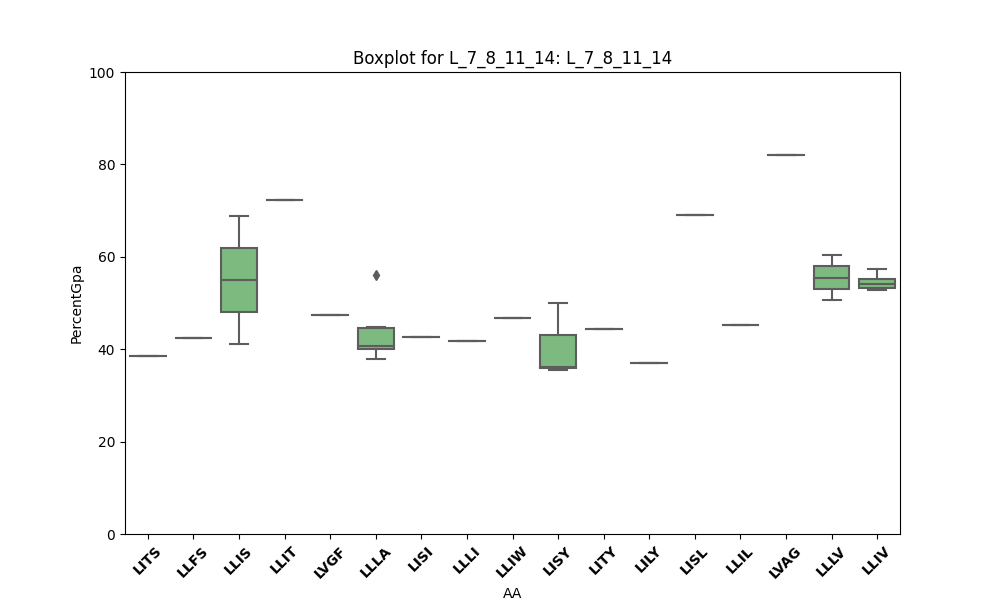 Boxplot for L_7_8_11_14: L_7_8_11_14
100
80
60
40
20
0
PercentGpa
LITS LLFS LLIS LLIT LVGF LLLA LISI LLLI LLIW LISY LITY LILY LISL LLIL LVAG LLLV LLIV
AA